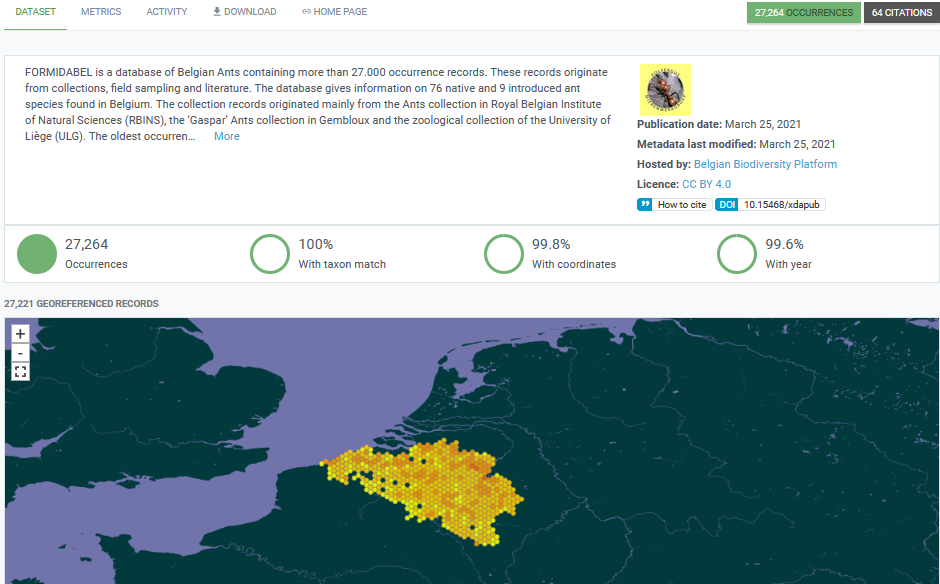 DATASET METRICS ACTIVITY DOWNLOAD HOME PAGE 27,264 OCCURRENCES 64 CITATIONS
FORMIDABEL is a database of Belgian Ants containing more than 27.000 occurrence records. These records originate
from collections, field sampling and literature. The database gives information on 76 native and 9 introduced ant
species found in Belgium. The collection records originated mainly from the Ants collection in Royal Belgian Institute
of Natural Sciences (RBINS), the ‘Gaspar’ Ants collection in Gembloux and the zoological collection of the University of
Liège (ULG). The oldest occurren... More
Publication date: March 25, 2021
Metadata last modified: March 25, 2021
Hosted by: Belgian Biodiversity Platform
Licence: CC BY 4.0
How to cite DOI 10.15468/xdapub
27,264
Occurrences
100%
With taxon match
99.8%
With coordinates
99.6%
With year
27,221 GEOREFERENCED RECORDS
+
-